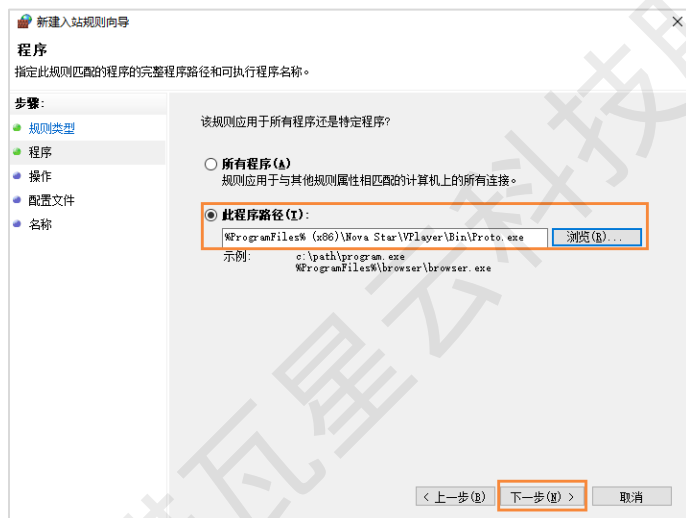 新建入站规则向导
程序
指定此规则匹配的程序的完整程序路径和可执行程序名称。
步骤:
规则类型
程序
操作
配置文件
名称
该规则应用于所有程序还是特定程序?
所有程序(A)
规则应用于与其他规则属性相匹配的计算机上的所有连接。
此程序路径(T):
%ProgramFiles% (x86)\Nova Star\VPlayer\Bin\Proto.exe
浏览(R)...
示例: c:\path\program.exe
%ProgramFiles%\browser\browser.exe
< 上一步(B) 下一步(N) > 取消
瓦星云科技